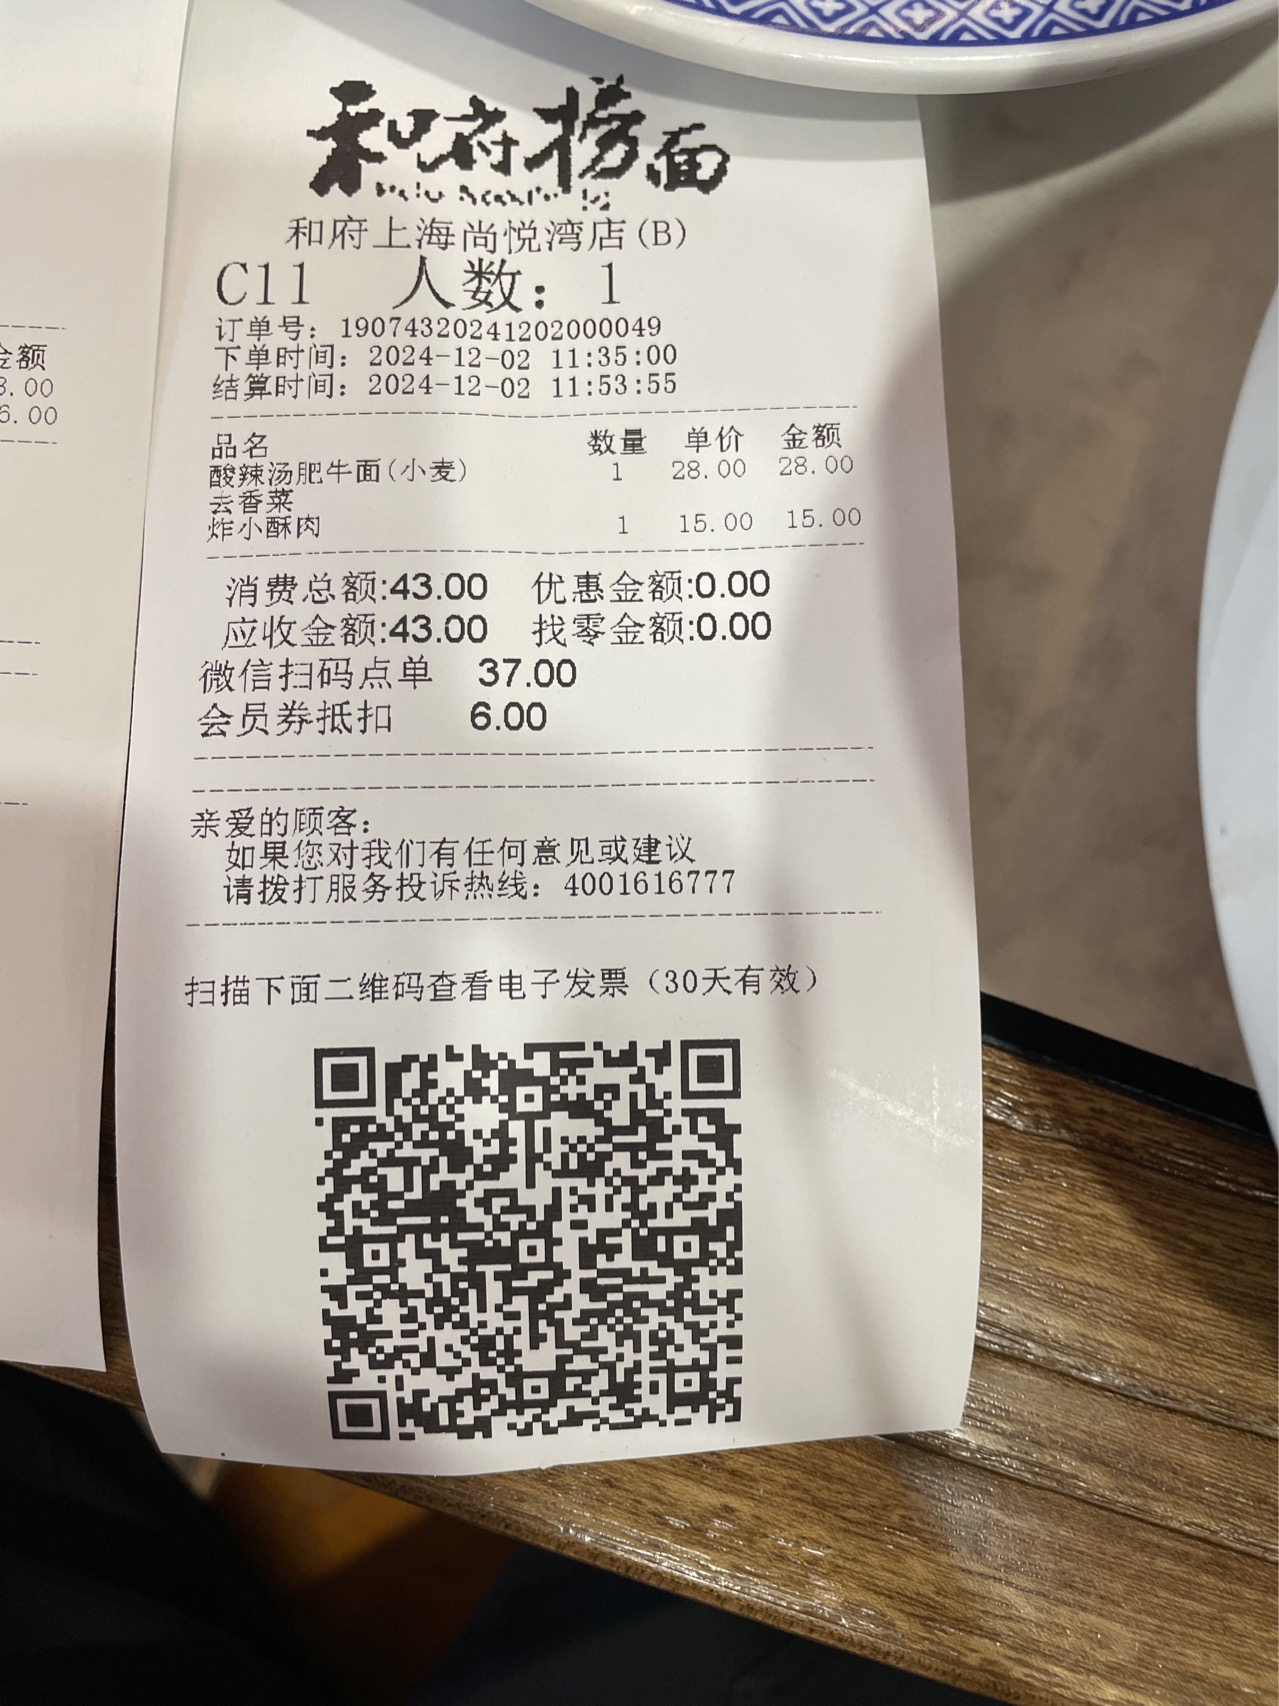 和府捞面
和府上海尚悦湾店(B)
C11 人数： 1
订单号：19074320241202000049
下单时间：2024-12-02 11:35:00
结算时间：2024-12-02 11:53:55
品名 数量 单价 金额
酸辣汤肥牛面(小麦) 1 28.00 28.00
去香菜
炸小酥肉 1 15.00 15.00
消费总额:43.00 优惠金额:0.00
应收金额:43.00 找零金额:0.00
微信扫码点单 37.00
会员券抵扣 6.00
亲爱的顾客：
如果您对我们有任何意见或建议
请拨打服务投诉热线：4001616777
扫描下面二维码查看电子发票（30天有效）
金额
8.00
6.00